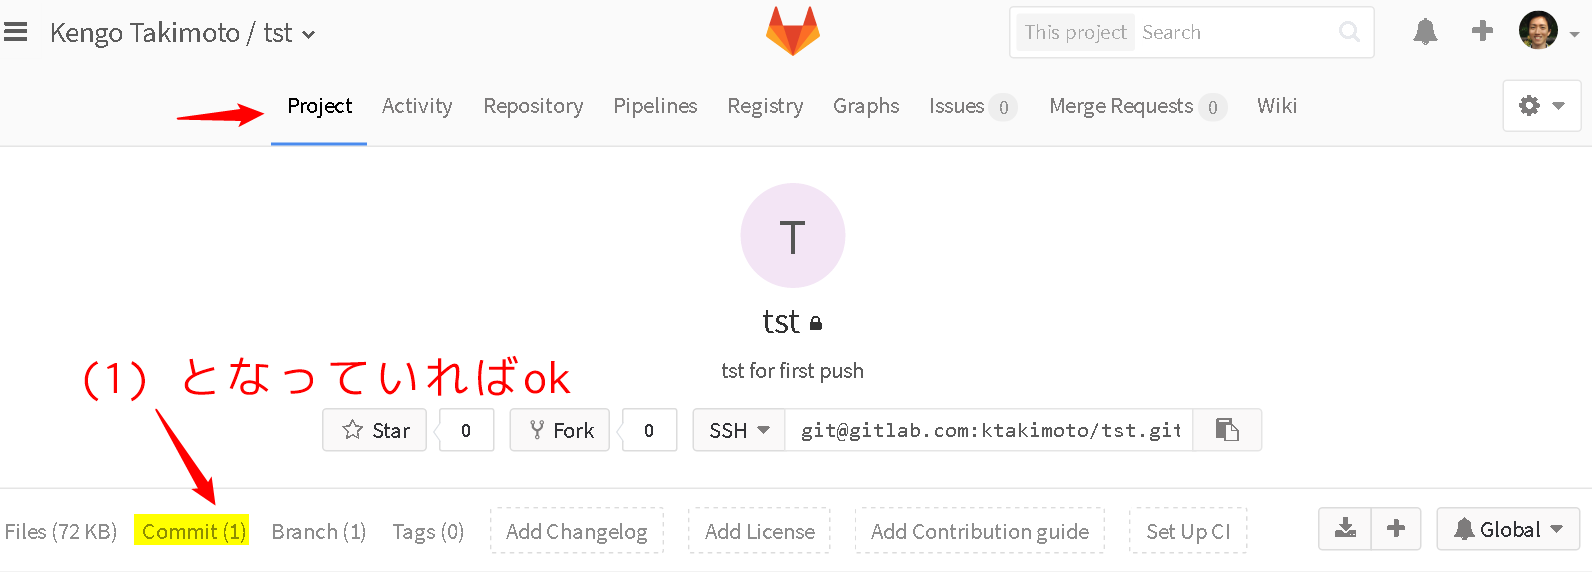 Kengo Takimoto / tst
This project Search
Project Activity Repository Pipelines Registry Graphs Issues 0 Merge Requests 0 Wiki
T
tst
tst for first push
(1) となっていればok
Star 0 Fork 0 SSH git@gitlab.com:ktakimoto/tst.git
Files (72 KB) Commit (1) Branch (1) Tags (0) Add Changelog Add License Add Contribution guide Set Up CI Global